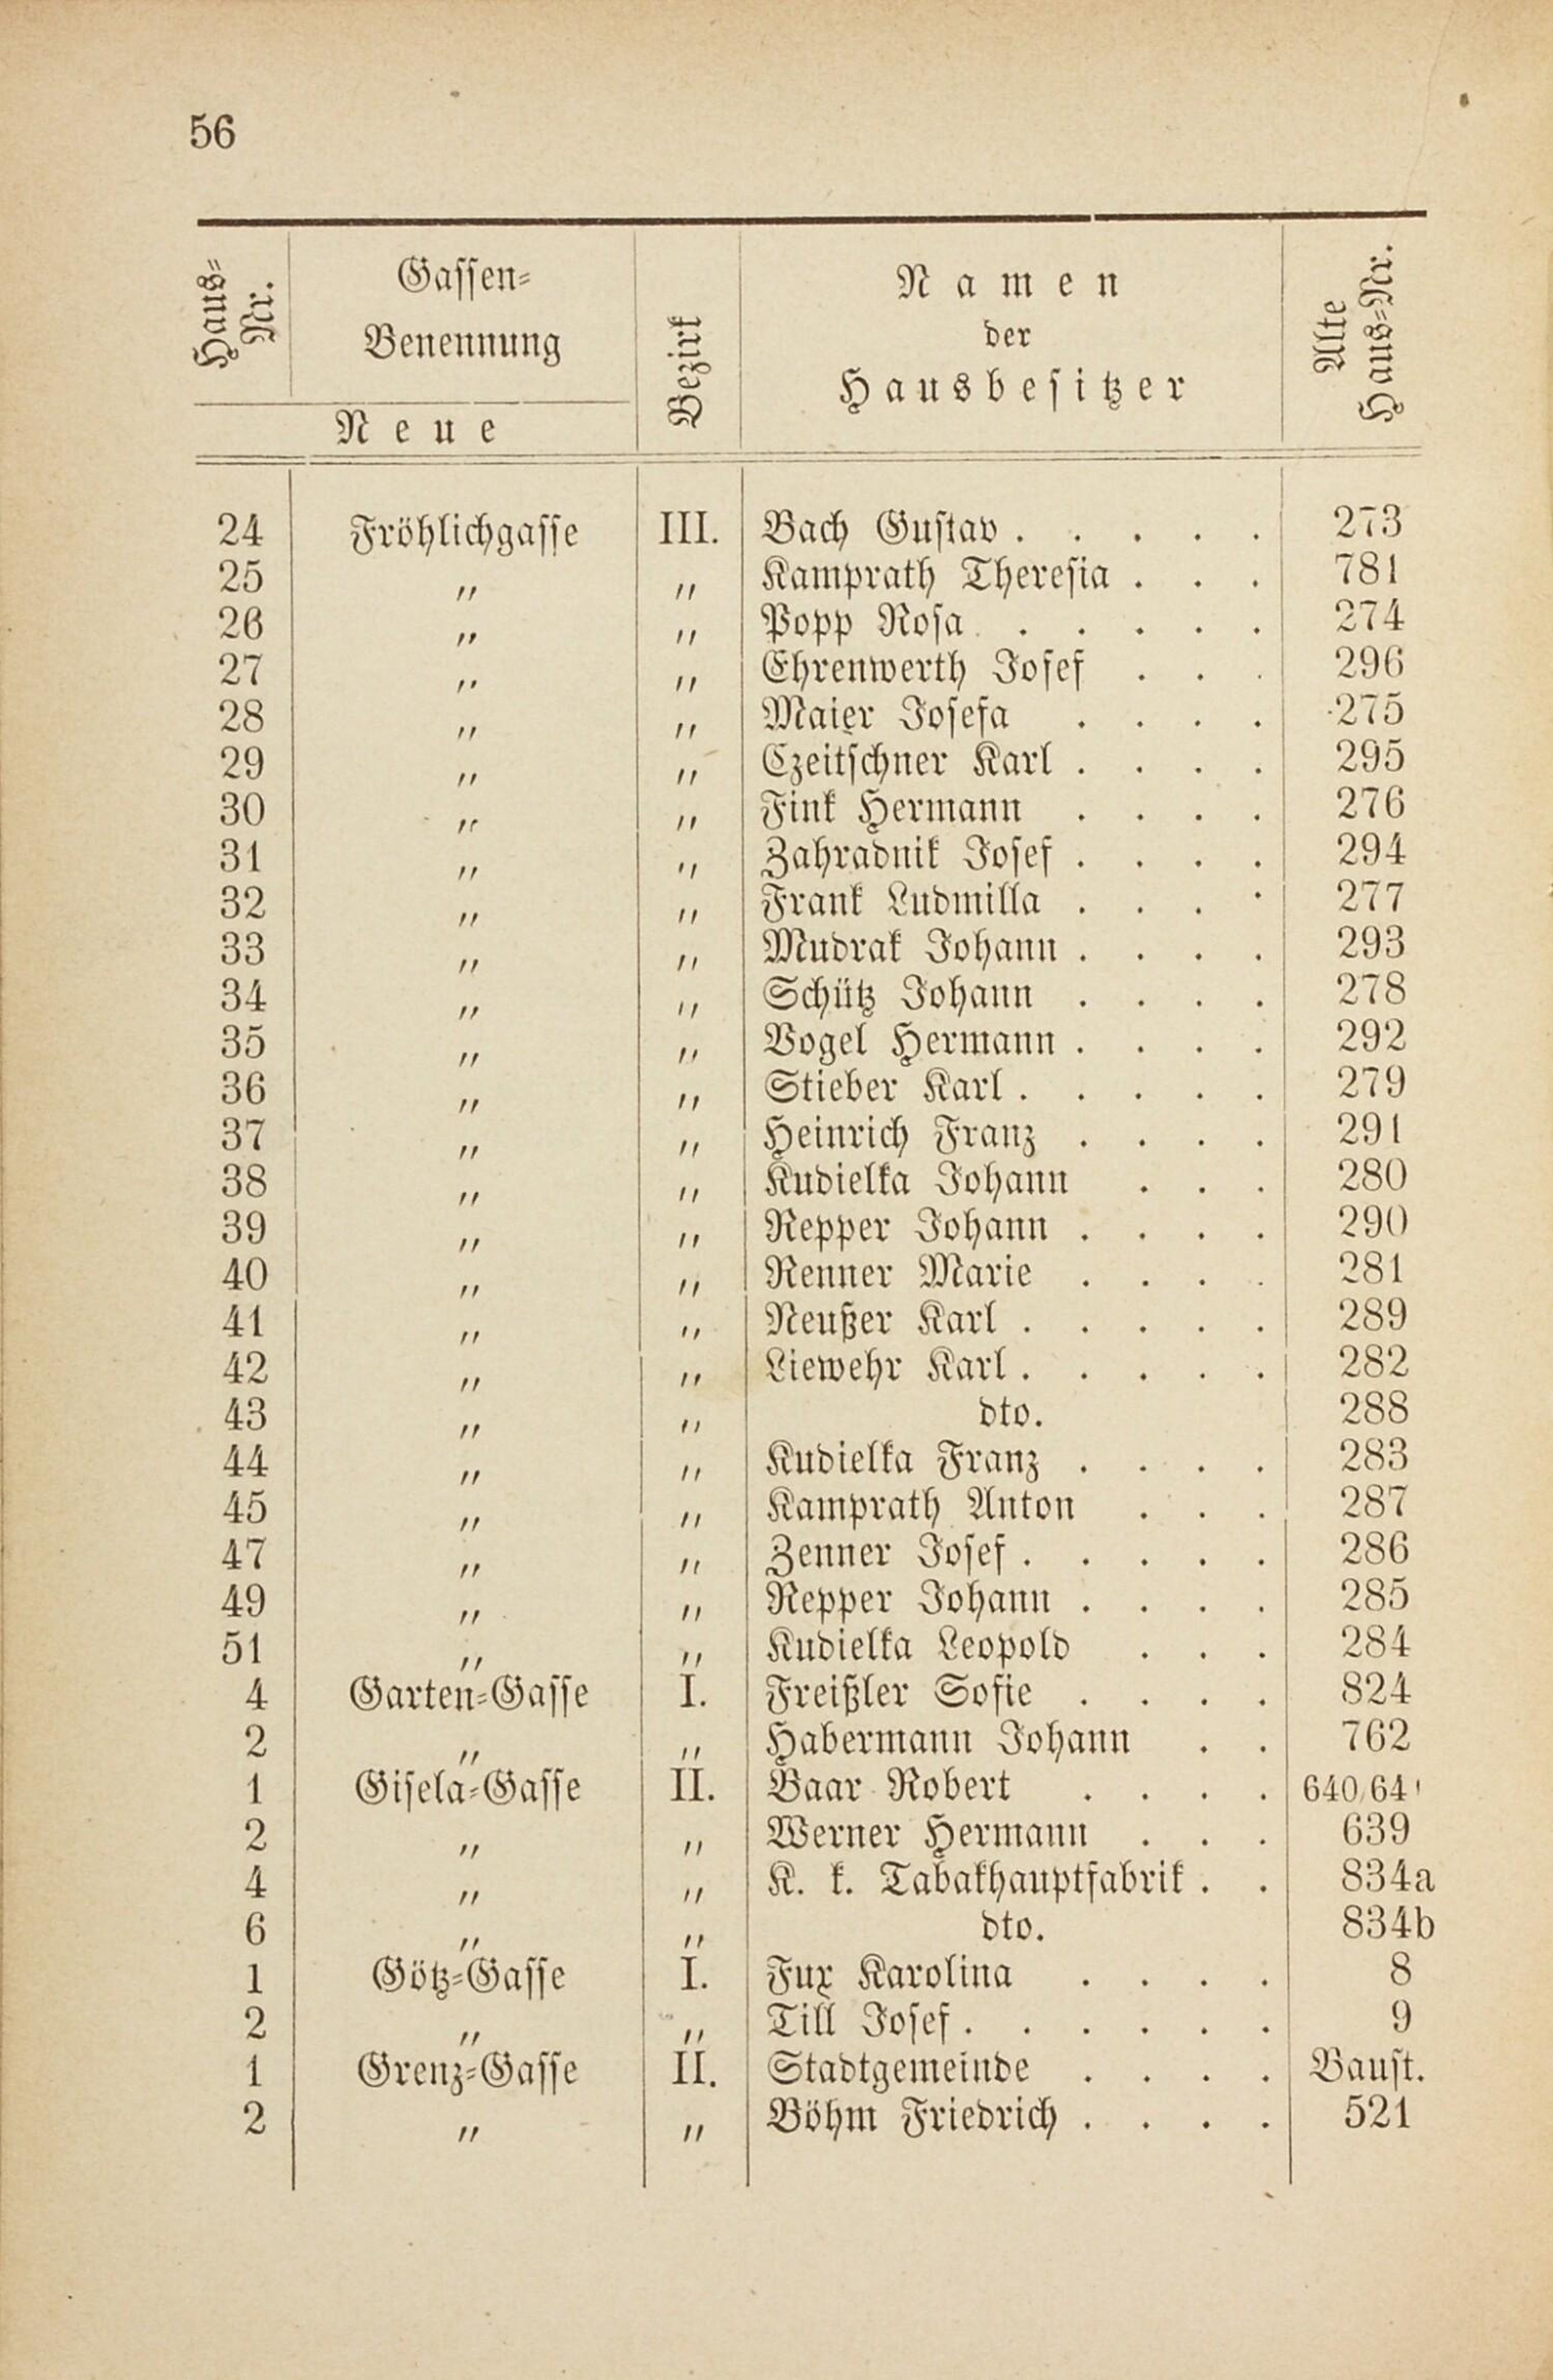 56
Haus-Nr. Gassen-Benennung Bezirk Namen der Hausbesitzer Alte Haus-Nr.
Neue
24 Fröhlichgasse III. Bach Gustav . . . . . 273
25 " " Kamprath Theresia . . . 781
26 " " Popp Rosa . . . . . 274
27 " " Ehrenwerth Josef . . . 296
28 " " Maier Josefa . . . . 275
29 " " Czeitschner Karl . . . . 295
30 " " Fink Hermann . . . . 276
31 " " Zahradnik Josef . . . . 294
32 " " Frank Ludmilla . . . . 277
33 " " Mudrak Johann . . . . 293
34 " " Schütz Johann . . . . 278
35 " " Vogel Hermann . . . . 292
36 " " Stieber Karl . . . . . 279
37 " " Heinrich Franz . . . . 291
38 " " Kudielka Johann . . . 280
39 " " Repper Johann . . . . 290
40 " " Renner Marie . . . . 281
41 " " Neußer Karl . . . . . 289
42 " " Liewehr Karl . . . . . 282
43 " " dto. 288
44 " " Kudielka Franz . . . . 283
45 " " Kamprath Anton . . . 287
47 " " Zenner Josef . . . . . 286
49 " " Repper Johann . . . . 285
51 " " Kudielka Leopold . . . 284
4 Garten-Gasse I. Freißler Sofie . . . . 824
2 " " Habermann Johann . . 762
1 Gisela-Gasse II. Baar Robert . . . . 640/641
2 " " Werner Hermann . . . 639
4 " " K. k. Tabakhauptfabrik . . 834a
6 " " dto. 834b
1 Götz-Gasse I. Fux Karolina . . . . 8
2 " " Till Josef . . . . . . 9
1 Grenz-Gasse II. Stadtgemeinde . . . . Baust.
2 " " Böhm Friedrich . . . . 521